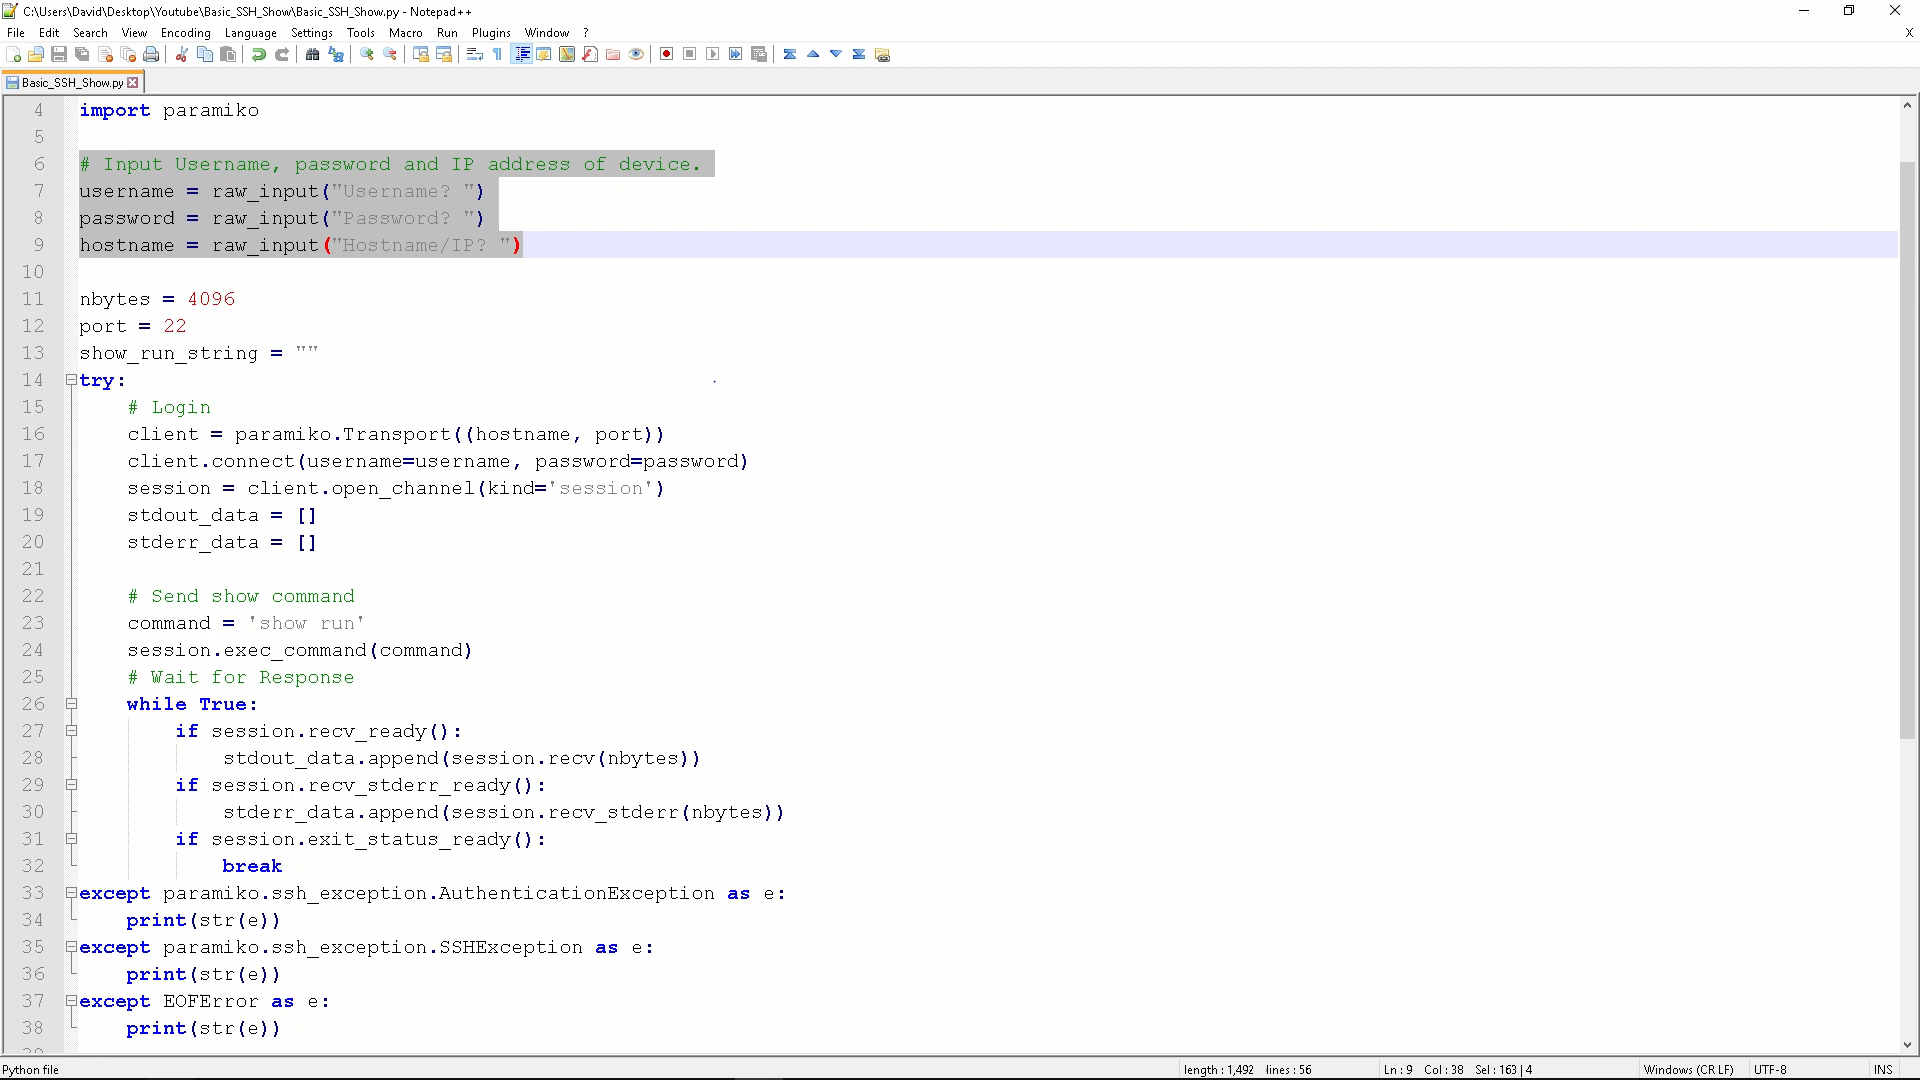 C:\Users\David\Desktop\Youtube\Basic_SSH_Show\Basic_SSH_Show.py - Notepad++
File Edit Search View Encoding Language Settings Tools Macro Run Plugins Window ? X
Basic_SSH_Show.py
4 import paramiko
5
6 # Input Username, password and IP address of device.
7 username = raw_input("Username? ")
8 password = raw_input("Password? ")
9 hostname = raw_input("Hostname/IP? ")
10
11 nbytes = 4096
12 port = 22
13 show_run_string = ""
14 try:
15 # Login
16 client = paramiko.Transport((hostname, port))
17 client.connect(username=username, password=password)
18 session = client.open_channel(kind='session')
19 stdout_data = []
20 stderr_data = []
21
22 # Send show command
23 command = 'show run'
24 session.exec_command(command)
25 # Wait for Response
26 while True:
27 if session.recv_ready():
28 stdout_data.append(session.recv(nbytes))
29 if session.recv_stderr_ready():
30 stderr_data.append(session.recv_stderr(nbytes))
31 if session.exit_status_ready():
32 break
33 except paramiko.ssh_exception.AuthenticationException as e:
34 print(str(e))
35 except paramiko.ssh_exception.SSHException as e:
36 print(str(e))
37 except EOFError as e:
38 print(str(e))
Python file length : 1,492 lines : 56 Ln : 9 Col : 38 Sel : 163 | 4 Windows (CR LF) UTF-8 INS